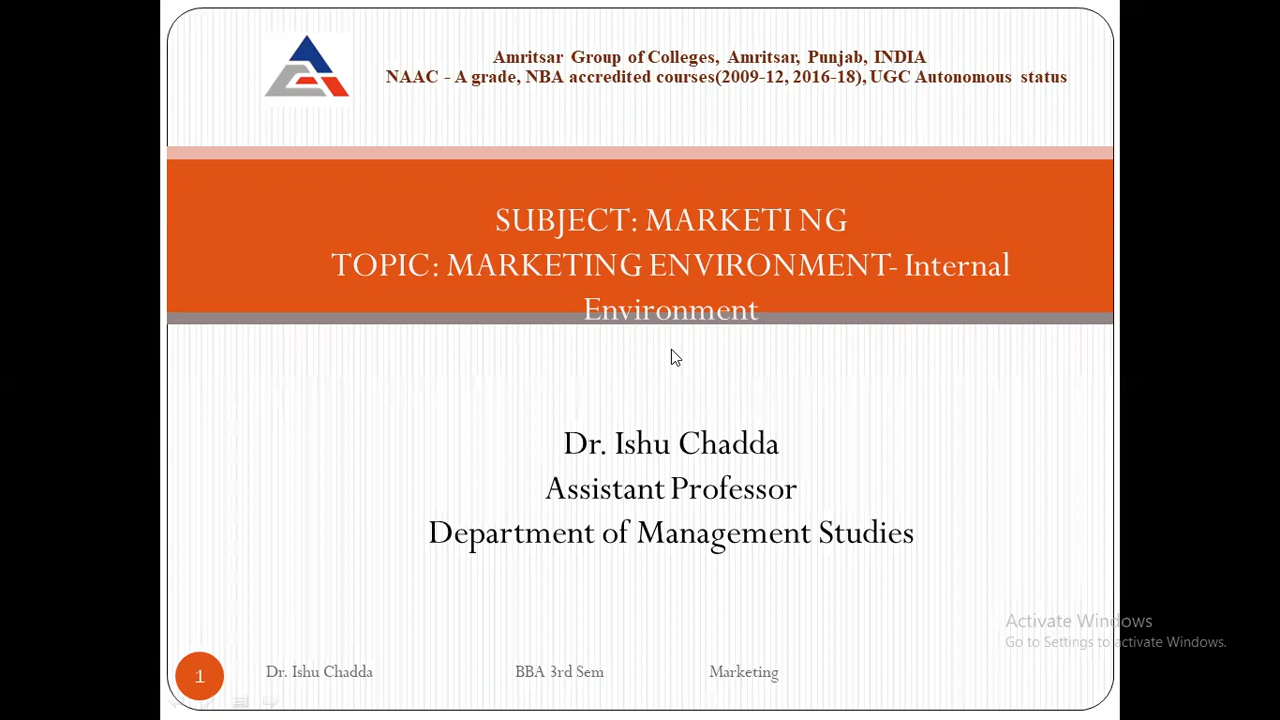 Amritsar Group of Colleges, Amritsar, Punjab, INDIA
NAAC - A grade, NBA accredited courses(2009-12, 2016-18), UGC Autonomous status
SUBJECT: MARKETI NG
TOPIC: MARKETING ENVIRONMENT- Internal
Environment
Dr. Ishu Chadda
Assistant Professor
Department of Management Studies
Activate Windows
Go to Settings to activate Windows.
1 Dr. Ishu Chadda BBA 3rd Sem Marketing